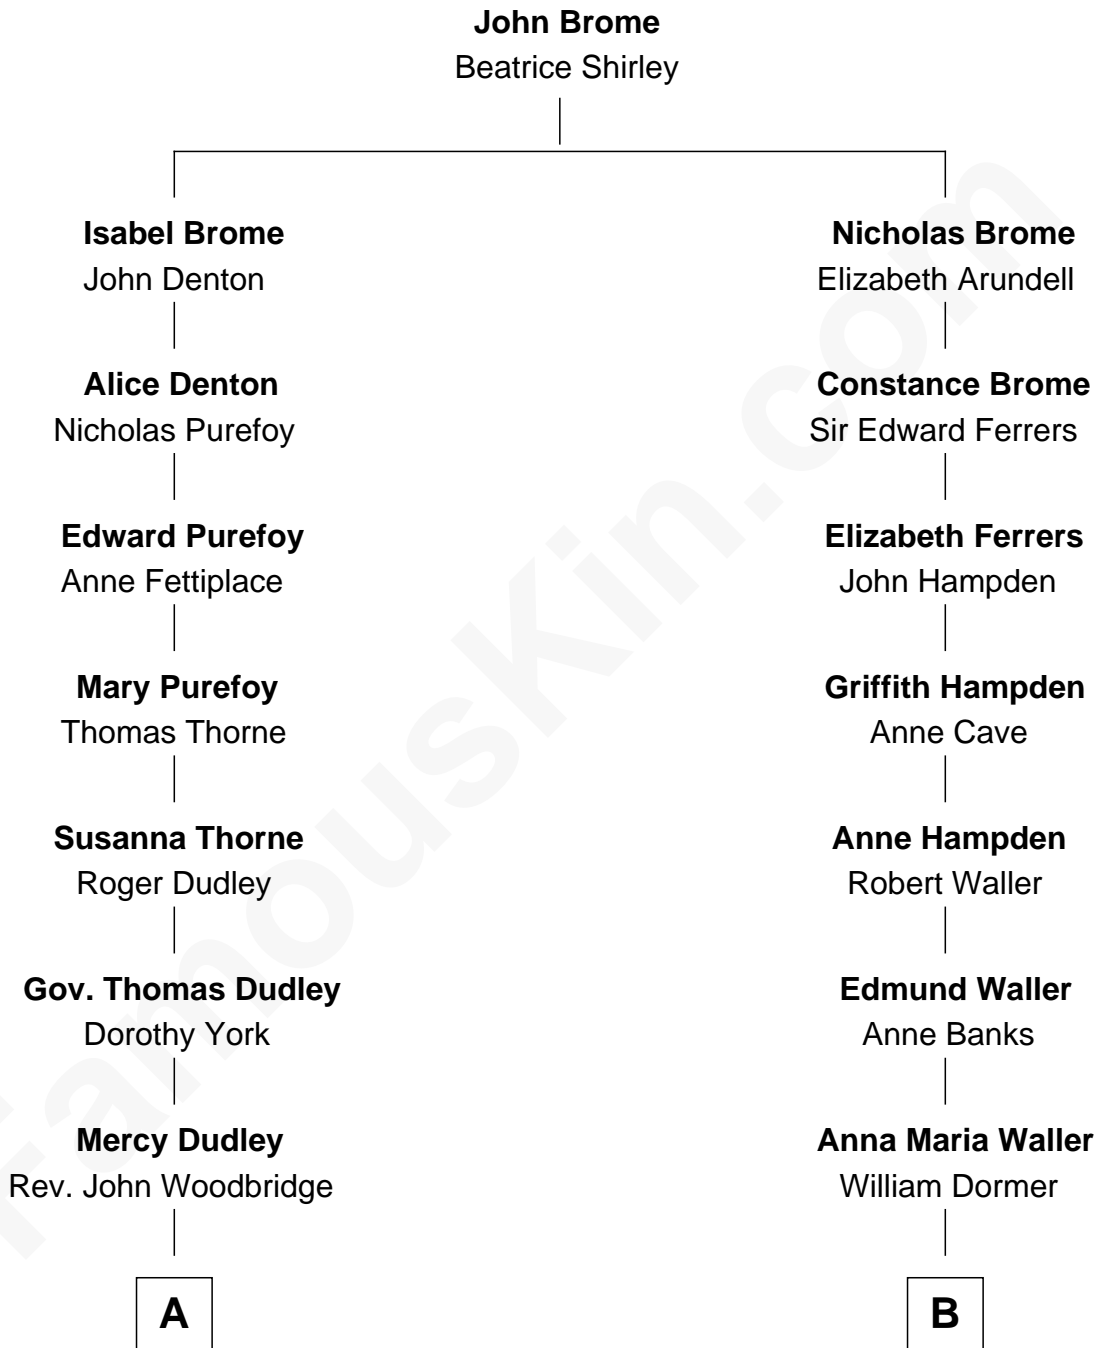 John Brome
Beatrice Shirley
Isabel Brome
John Denton
Nicholas Brome
Elizabeth Arundell
Alice Denton
Nicholas Purefoy
Constance Brome
Sir Edward Ferrers
Edward Purefoy
Anne Fettiplace
Elizabeth Ferrers
John Hampden
Mary Purefoy
Thomas Thorne
Griffith Hampden
Anne Cave
Susanna Thorne
Roger Dudley
Anne Hampden
Robert Waller
Gov. Thomas Dudley
Dorothy York
Edmund Waller
Anne Banks
Mercy Dudley
Rev. John Woodbridge
Anna Maria Waller
William Dormer
A
B
FamousKin.com